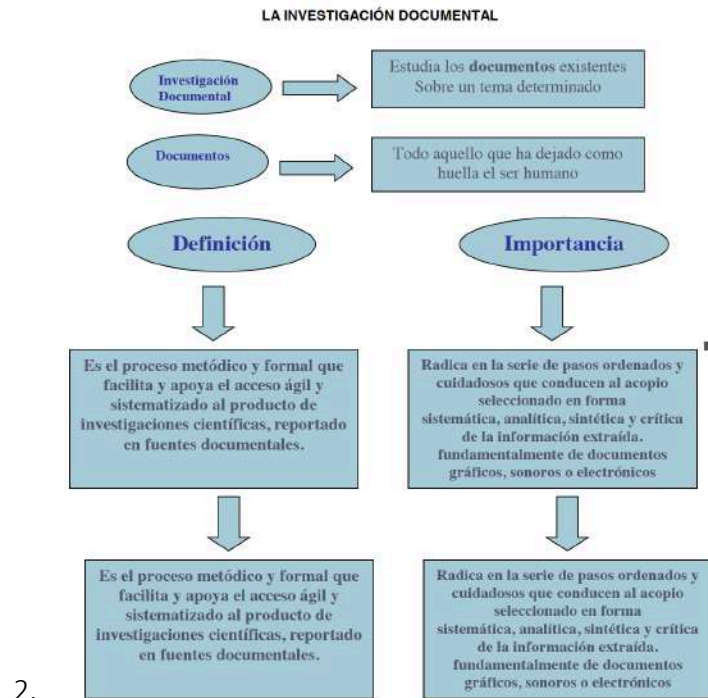 LA INVESTIGACIÓN DOCUMENTAL
Investigación
Documental
Estudia los documentos existentes
Sobre un tema determinado
Documentos
Todo aquello que ha dejado como
huella el ser humano
Definición
Importancia
Es el proceso metódico y formal que
facilita y apoya el acceso ágil y
sistematizado al producto de
investigaciones científicas, reportado
en fuentes documentales.
Radica en la serie de pasos ordenados y
cuidadosos que conducen al acopio
seleccionado en forma
sistemática, analítica, sintética y crítica
de la información extraída.
fundamentalmente de documentos
gráficos, sonoros o electrónicos
Es el proceso metódico y formal que
facilita y apoya el acceso ágil y
sistematizado al producto de
investigaciones científicas, reportado
en fuentes documentales.
Radica en la serie de pasos ordenados y
cuidadosos que conducen al acopio
seleccionado en forma
sistemática, analítica, sintética y crítica
de la información extraída.
fundamentalmente de documentos
gráficos, sonoros o electrónicos
2.